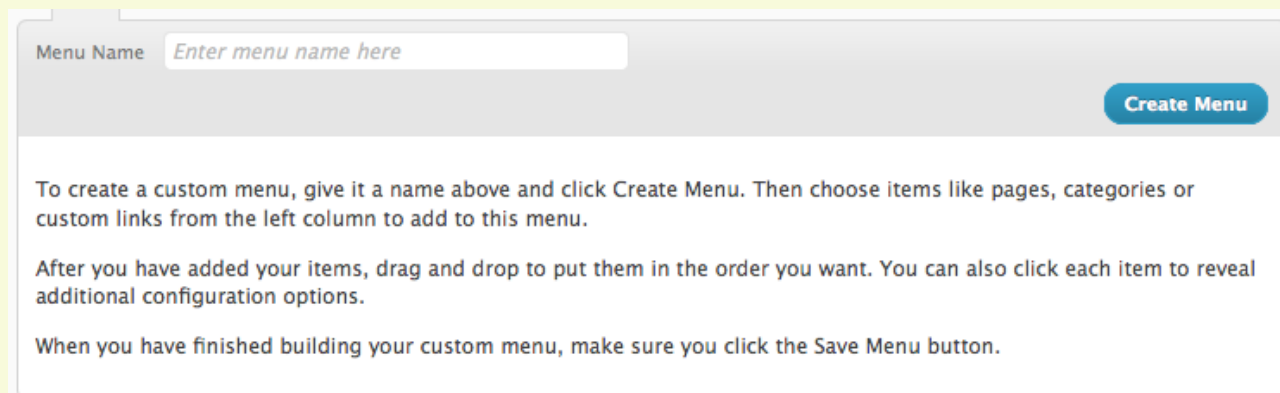 Menu Name Enter menu name here
Create Menu
To create a custom menu, give it a name above and click Create Menu. Then choose items like pages, categories or
custom links from the left column to add to this menu.
After you have added your items, drag and drop to put them in the order you want. You can also click each item to reveal
additional configuration options.
When you have finished building your custom menu, make sure you click the Save Menu button.